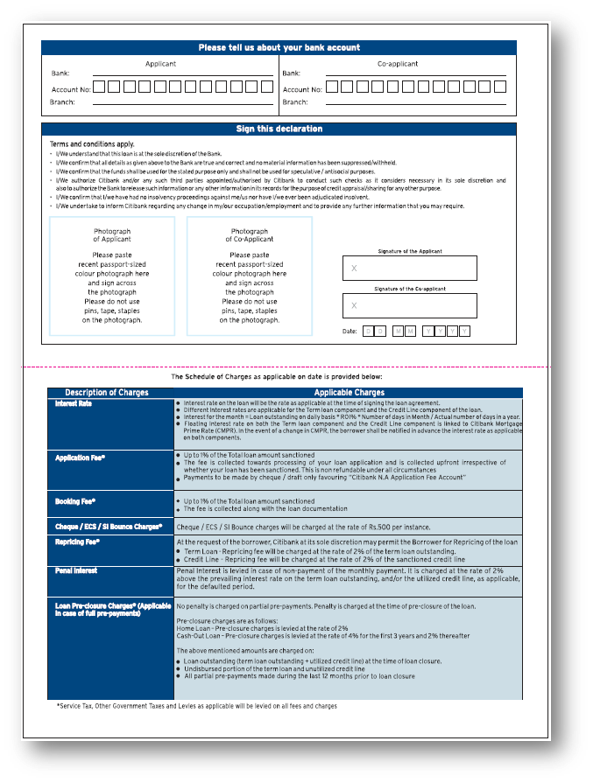 Please tell us about your bank account
Applicant
Co-applicant
Bank:
Bank:
Account No:
Account No:
Branch:
Branch:
Sign this declaration
Terms and conditions apply.
• I/We understand that this loan is at the sole discretion of the Bank.
• I/We confirm that all details as given above to the Bank are true and correct and no material information has been suppressed/withheld.
• I/We confirm that the funds shall be used for the stated purpose only and shall not be used for speculative / antisocial purposes.
• I/We authorize Citibank and/or any such third parties appointed/authorised by Citibank to conduct such checks as it considers necessary in its sole discretion and
also to authorize the Bank to release such information or any other information in its records for the purpose of credit appraisal/sharing for any other purpose.
• I/We confirm that I/we have had no insolvency proceedings against me/us nor have I/we ever been adjudicated insolvent.
• I/We undertake to inform Citibank regarding any change in my/our occupation/employment and to provide any further information that you may require.
Photograph
of Applicant
Please paste
recent passport-sized
colour photograph here
and sign across
the photograph
Please do not use
pins, tape, staples
on the photograph.
Photograph
of Co-Applicant
Please paste
recent passport-sized
colour photograph here
and sign across
the photograph
Please do not use
pins, tape, staples
on the photograph.
Signature of the Applicant
X
Signature of the Co-applicant
X
Date: D D M M Y Y Y Y
The Schedule of Charges as applicable on date is provided below:
Description of Charges
Applicable Charges
Interest Rate
● Interest rate on the loan will be the rate as applicable at the time of signing the loan agreement.
● Different Interest rates are applicable for the Term loan component and the Credit Line component of the loan.
● Interest for the month = Loan outstanding on daily basis * ROI% * Number of days in Month / Actual number of days in a year.
● Floating Interest rate on both the Term loan component and the Credit Line component is linked to Citibank Mortgage
Prime Rate (CMPR). In the event of a change in CMPR, the borrower shall be notified in advance the interest rate as applicable
on both components.
Application Fee*
● Up to 1% of the Total loan amount sanctioned
● The fee is collected towards processing of your loan application and is collected upfront irrespective of
whether your loan has been sanctioned. This is non refundable under all circumstances
● Payments to be made by cheque / draft only favouring "Citibank N.A Application Fee Account"
Booking Fee*
● Up to 1% of the Total loan amount sanctioned
● The fee is collected along with the loan documentation
Cheque / ECS / SI Bounce Charges*
Cheque / ECS / SI Bounce charges will be charged at the rate of Rs.500 per instance.
Repricing Fee*
At the request of the borrower, Citibank at its sole discretion may permit the Borrower for Repricing of the loan
● Term Loan - Repricing fee will be charged at the rate of 2% of the term loan outstanding.
● Credit Line - Repricing fee will be charged at the rate of 2% of the sanctioned credit line
Penal Interest
Penal Interest is levied in case of non-payment of the monthly payment. It is charged at the rate of 2%
above the prevailing interest rate on the term loan outstanding, and/or the utilized credit line, as applicable,
for the defaulted period.
Loan Pre-closure Charges* (Applicable
in case of full pre-payments)
No penalty is charged on partial pre-payments. Penalty is charged at the time of pre-closure of the loan.
Pre-closure charges are as follows:
Home Loan - Pre-closure charges is levied at the rate of 2%
Cash-Out Loan - Pre-closure charges is levied at the rate of 4% for the first 3 years and 2% thereafter
The above mentioned amounts are charged on:
● Loan outstanding (term loan outstanding + utilized credit line) at the time of loan closure.
● Undisbursed portion of the term loan and unutilized credit line
● All partial pre-payments made during the last 12 months prior to loan closure
*Service Tax, Other Government Taxes and Levies as applicable will be levied on all fees and charges